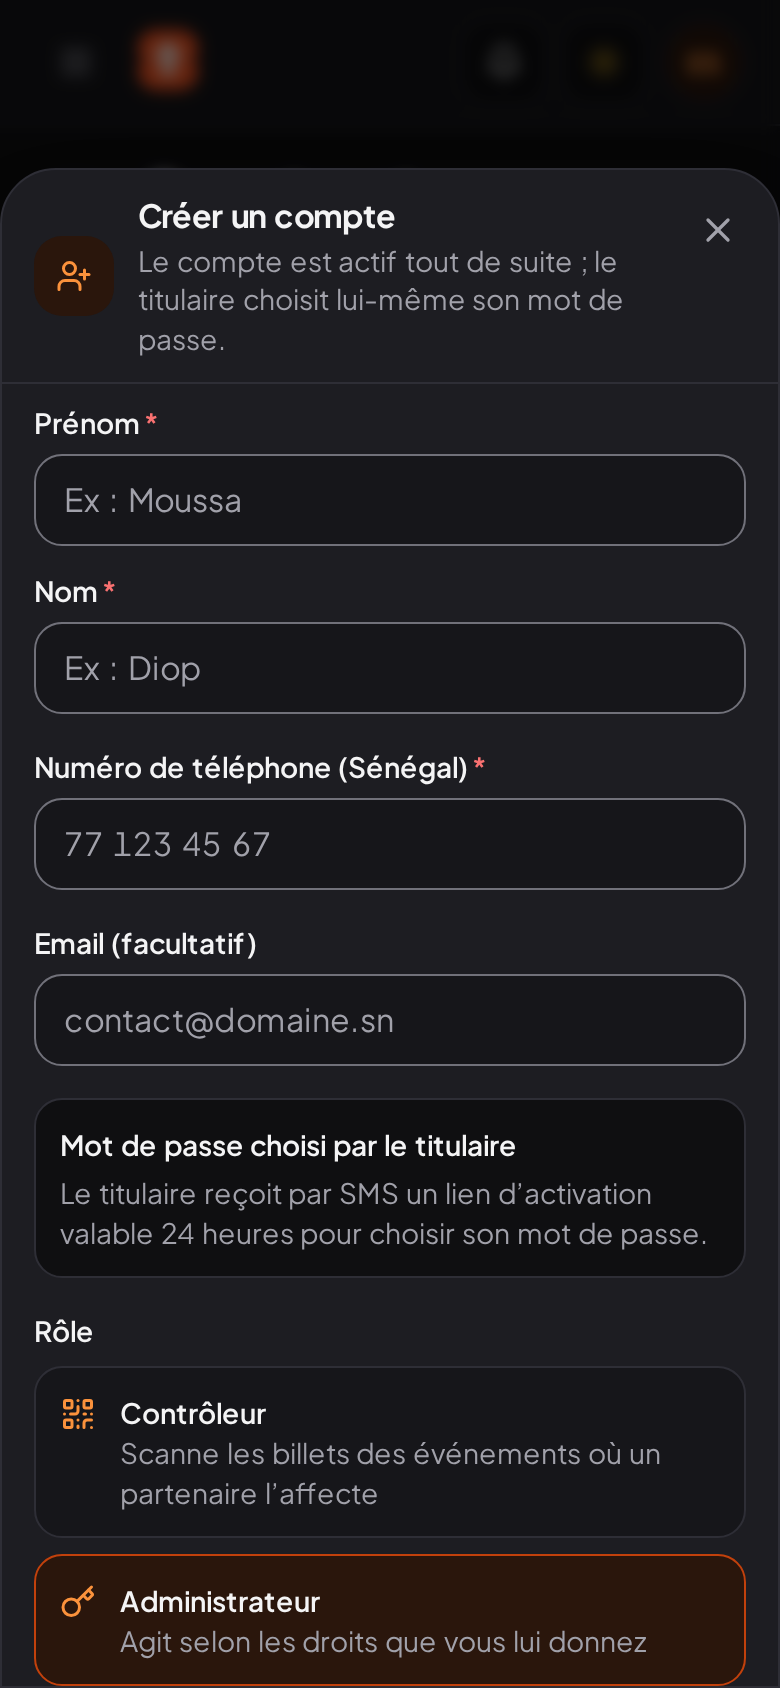 Créer un compte
Le compte est actif tout de suite ; le
titulaire choisit lui-même son mot de
passe.
Prénom *
Ex : Moussa
Nom *
Ex : Diop
Numéro de téléphone (Sénégal) *
77 123 45 67
Email (facultatif)
contact@domaine.sn
Mot de passe choisi par le titulaire
Le titulaire reçoit par SMS un lien d’activation
valable 24 heures pour choisir son mot de passe.
Rôle
Contrôleur
Scanne les billets des événements où un
partenaire l’affecte
Administrateur
Agit selon les droits que vous lui donnez